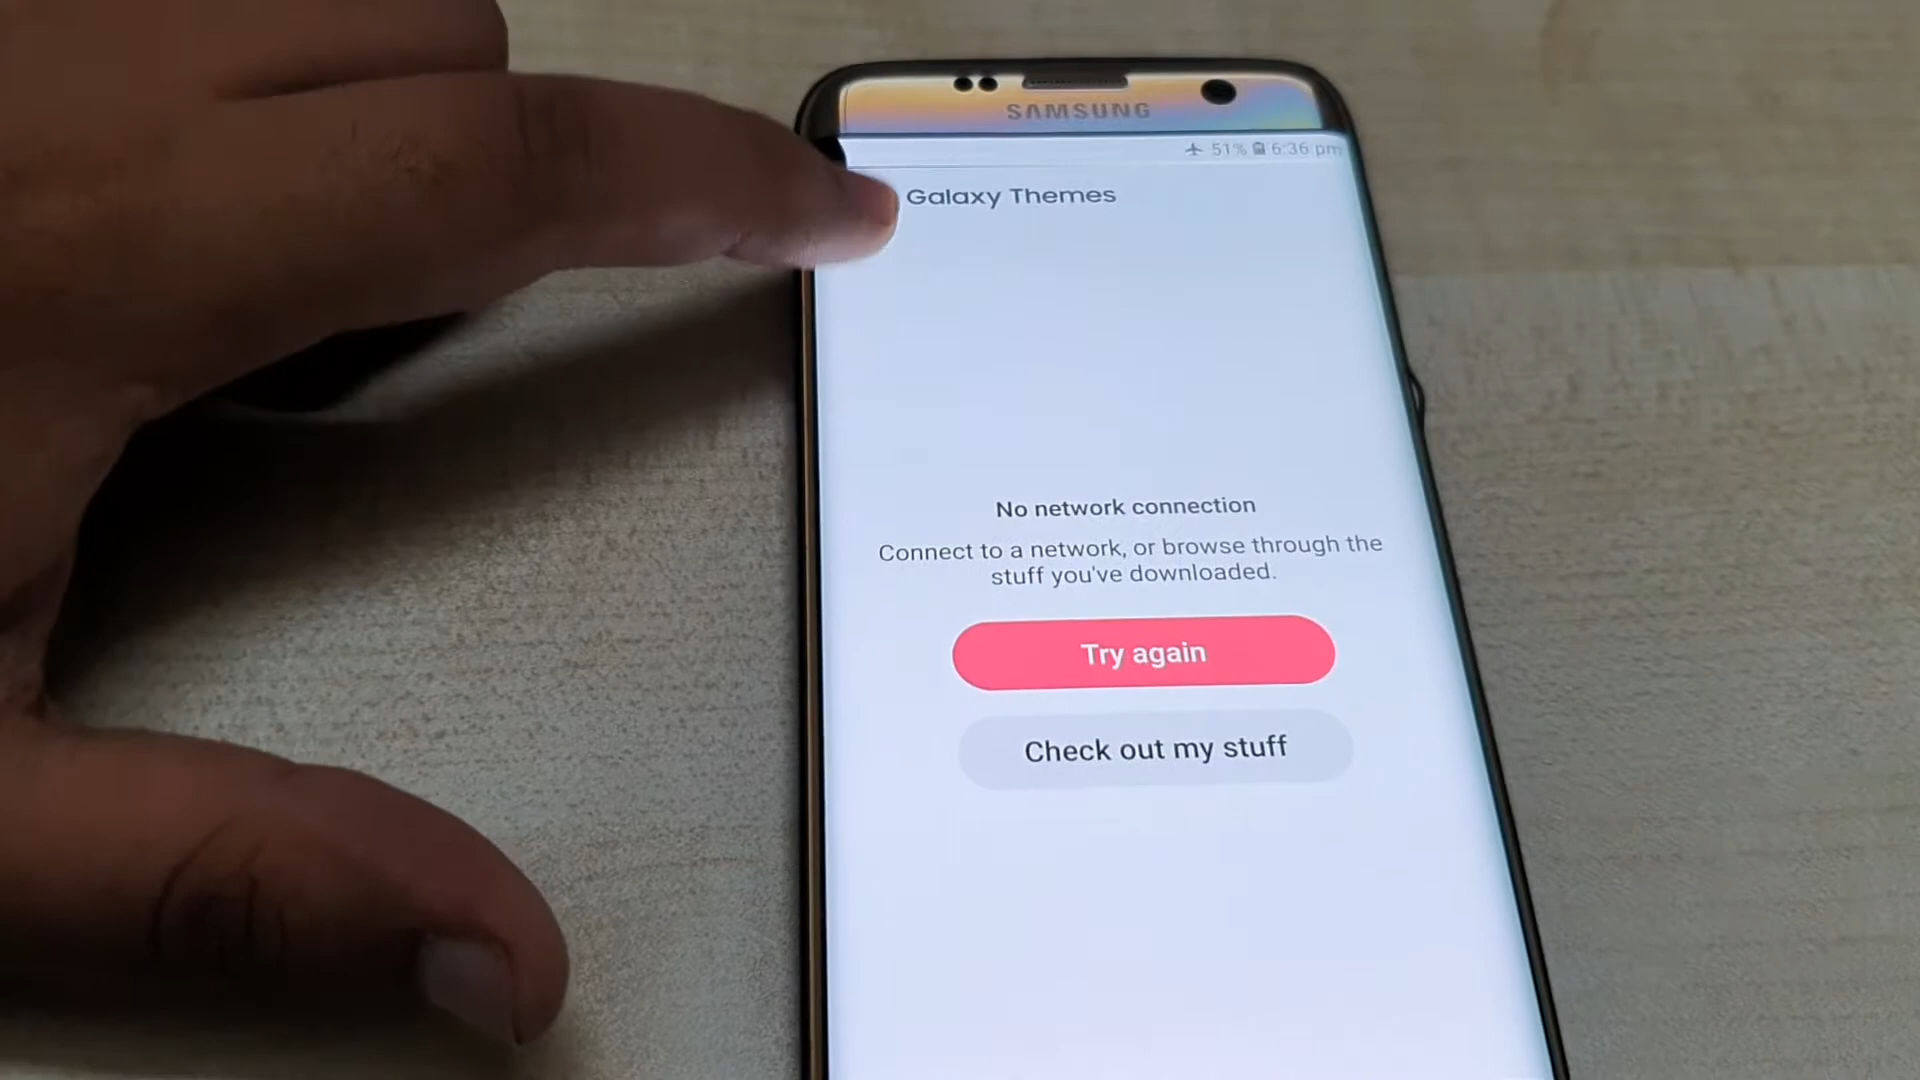 SAMSUNG
51% 6:36 pm
Galaxy Themes
No network connection
Connect to a network, or browse through the
stuff you've downloaded.
Try again
Check out my stuff